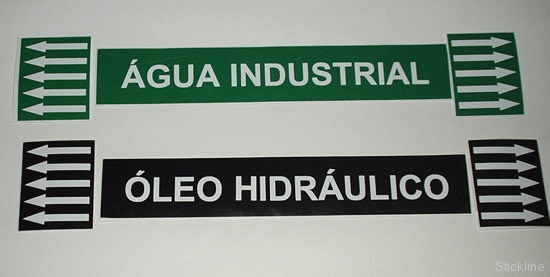 ÁGUA INDUSTRIAL
ÓLEO HIDRÁULICO
Stickline